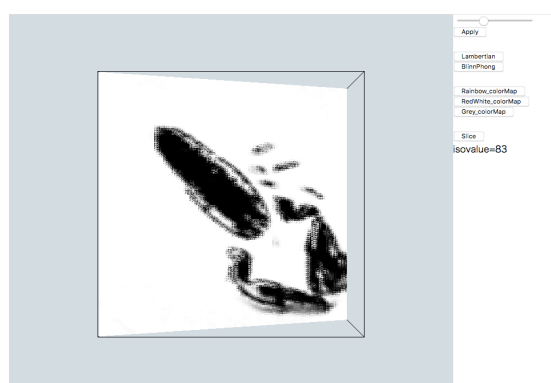 Apply
Lambertian
BlinnPhong
Rainbow_colorMap
RedWhite_colorMap
Grey_colorMap
Slice
isovalue=83